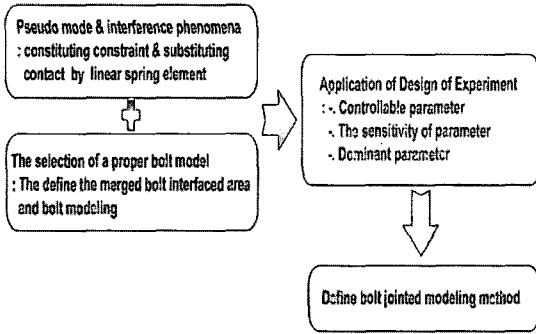 Pseudo mode & interference phenomena
: constituting constraint & substituting
contact by linear spring element
The selection of a proper bolt model
: The define the merged bolt interfaced area
and bolt modeling
Application of Design of Experiment
: -. Controllable parameter
-. The sensitivity of parameter
-. Dominant parameter
Define bolt jointed modeling method